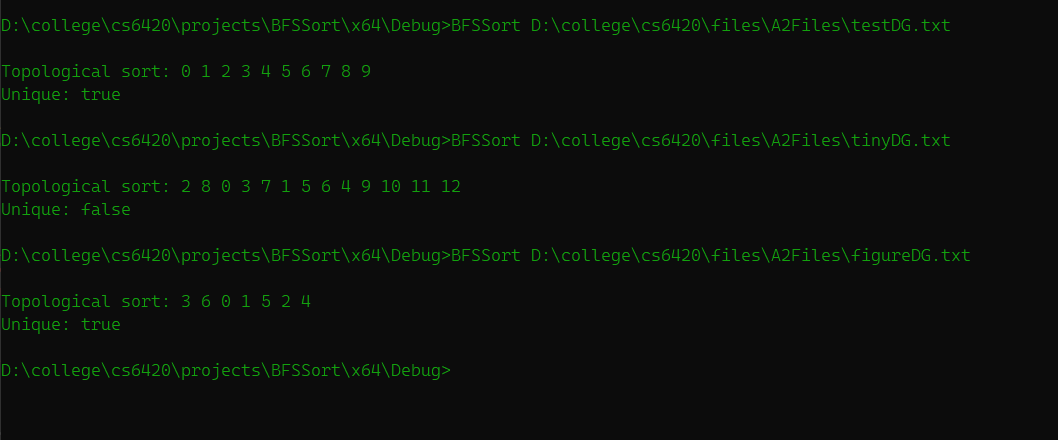 D:\college\cs6420\projects\BFSSort\x64\Debug>BFSSort D:\college\cs6420\files\A2Files\testDG.txt
Topological sort: 0 1 2 3 4 5 6 7 8 9
Unique: true
D:\college\cs6420\projects\BFSSort\x64\Debug>BFSSort D:\college\cs6420\files\A2Files\tinyDG.txt
Topological sort: 2 8 0 3 7 1 5 6 4 9 10 11 12
Unique: false
D:\college\cs6420\projects\BFSSort\x64\Debug>BFSSort D:\college\cs6420\files\A2Files\figureDG.txt
Topological sort: 3 6 0 1 5 2 4
Unique: true
D:\college\cs6420\projects\BFSSort\x64\Debug>